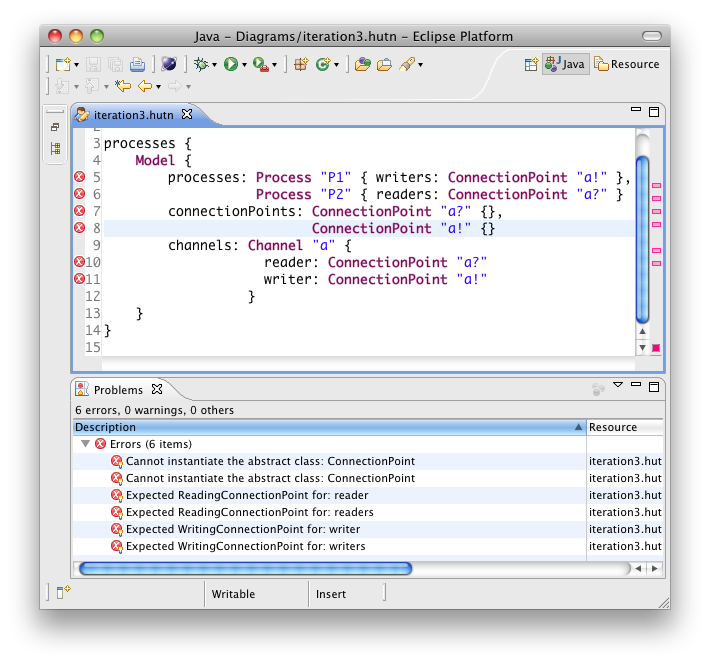 Java – Diagrams/iteration3.hutn – Eclipse Platform
Java
Resource
iteration3.hutn
3 processes {
4 Model {
5 processes: Process "P1" { writers: ConnectionPoint "a!" },
6 Process "P2" { readers: ConnectionPoint "a?" }
7 connectionPoints: ConnectionPoint "a?" {},
8 ConnectionPoint "a!" {}
9 channels: Channel "a" {
10 reader: ConnectionPoint "a?"
11 writer: ConnectionPoint "a!"
12 }
13 }
14 }
15
Problems
6 errors, 0 warnings, 0 others
Description Resource
Errors (6 items)
Cannot instantiate the abstract class: ConnectionPoint iteration3.hut
Cannot instantiate the abstract class: ConnectionPoint iteration3.hut
Expected ReadingConnectionPoint for: reader iteration3.hut
Expected ReadingConnectionPoint for: readers iteration3.hut
Expected WritingConnectionPoint for: writer iteration3.hut
Expected WritingConnectionPoint for: writers iteration3.hut
Writable Insert